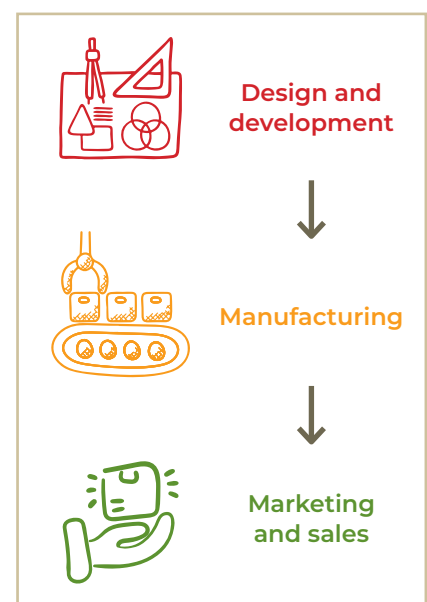 Design and
development
Manufacturing
Marketing
and sales